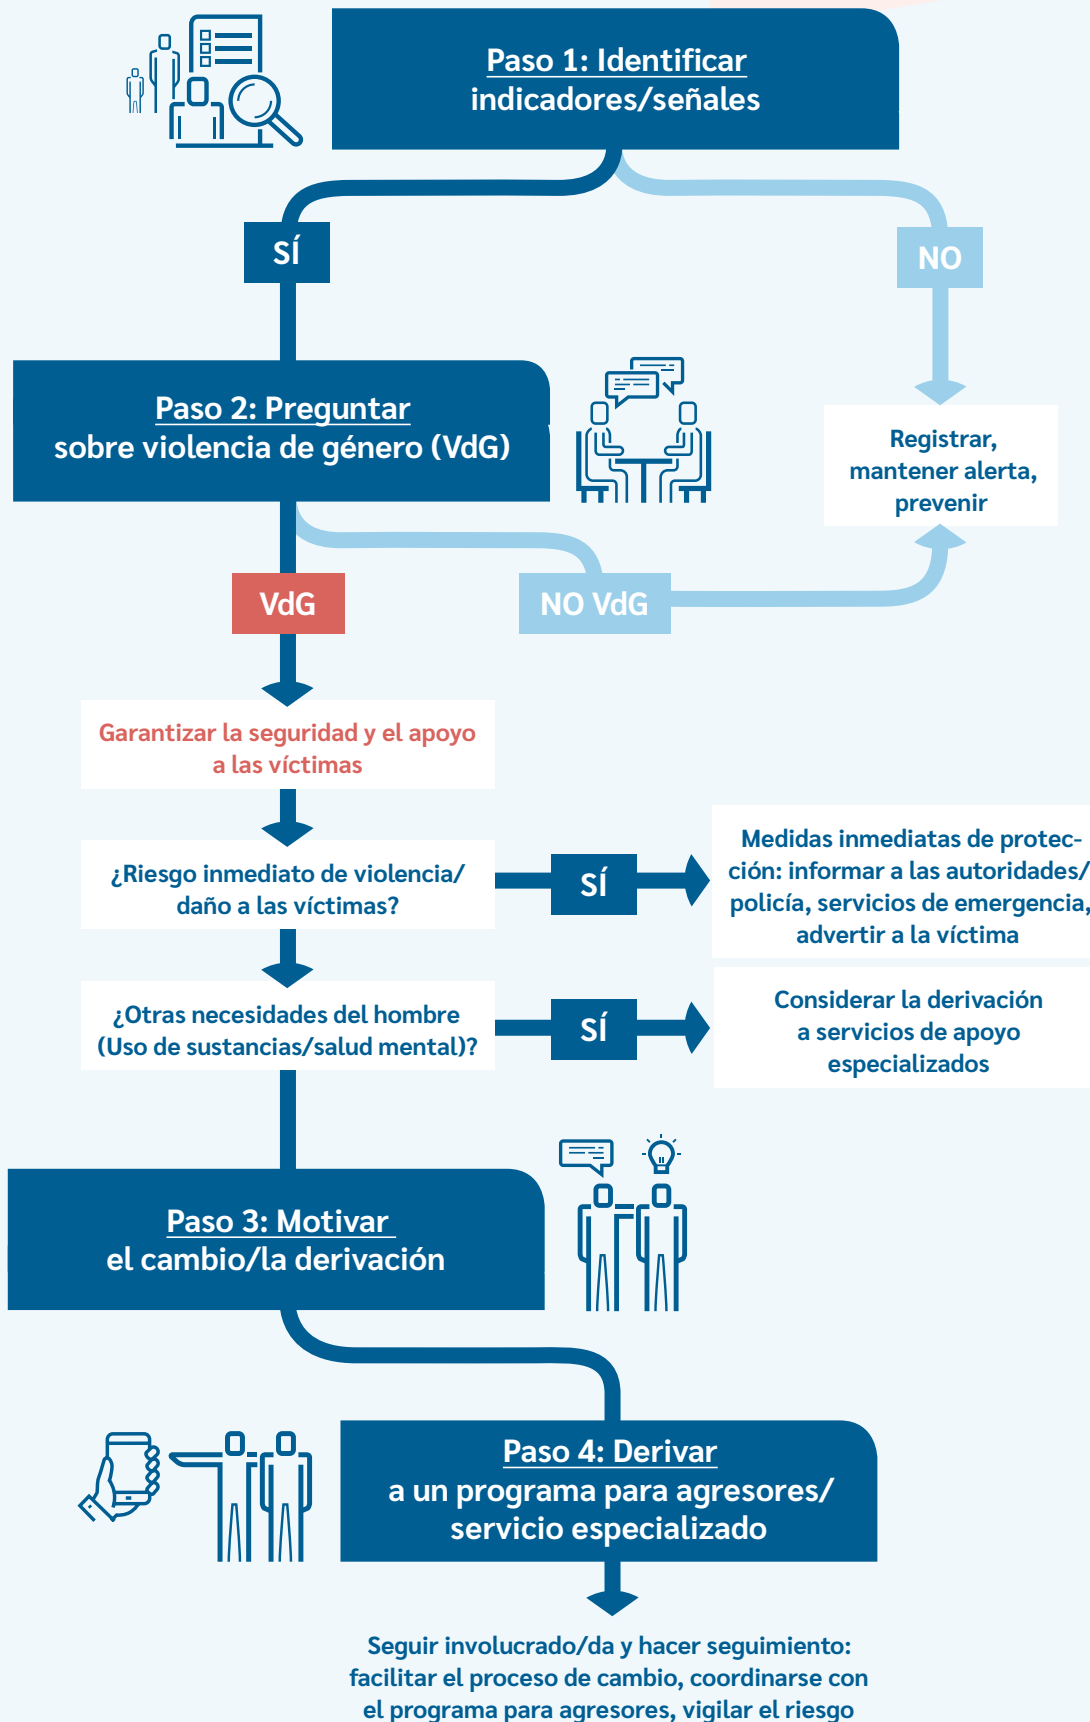 Paso 1: Identificar
indicadores/señales
SÍ
NO
Paso 2: Preguntar
sobre violencia de género (VdG)
Registrar,
mantener alerta,
prevenir
VdG
NO VdG
Garantizar la seguridad y el apoyo
a las víctimas
¿Riesgo inmediato de violencia/
daño a las víctimas?
SÍ
Medidas inmediatas de protec-
ción: informar a las autoridades/
policía, servicios de emergencia,
advertir a la víctima
¿Otras necesidades del hombre
(Uso de sustancias/salud mental)?
SÍ
Considerar la derivación
a servicios de apoyo
especializados
Paso 3: Motivar
el cambio/la derivación
Paso 4: Derivar
a un programa para agresores/
servicio especializado
Seguir involucrado/da y hacer seguimiento:
facilitar el proceso de cambio, coordinarse con
el programa para agresores, vigilar el riesgo